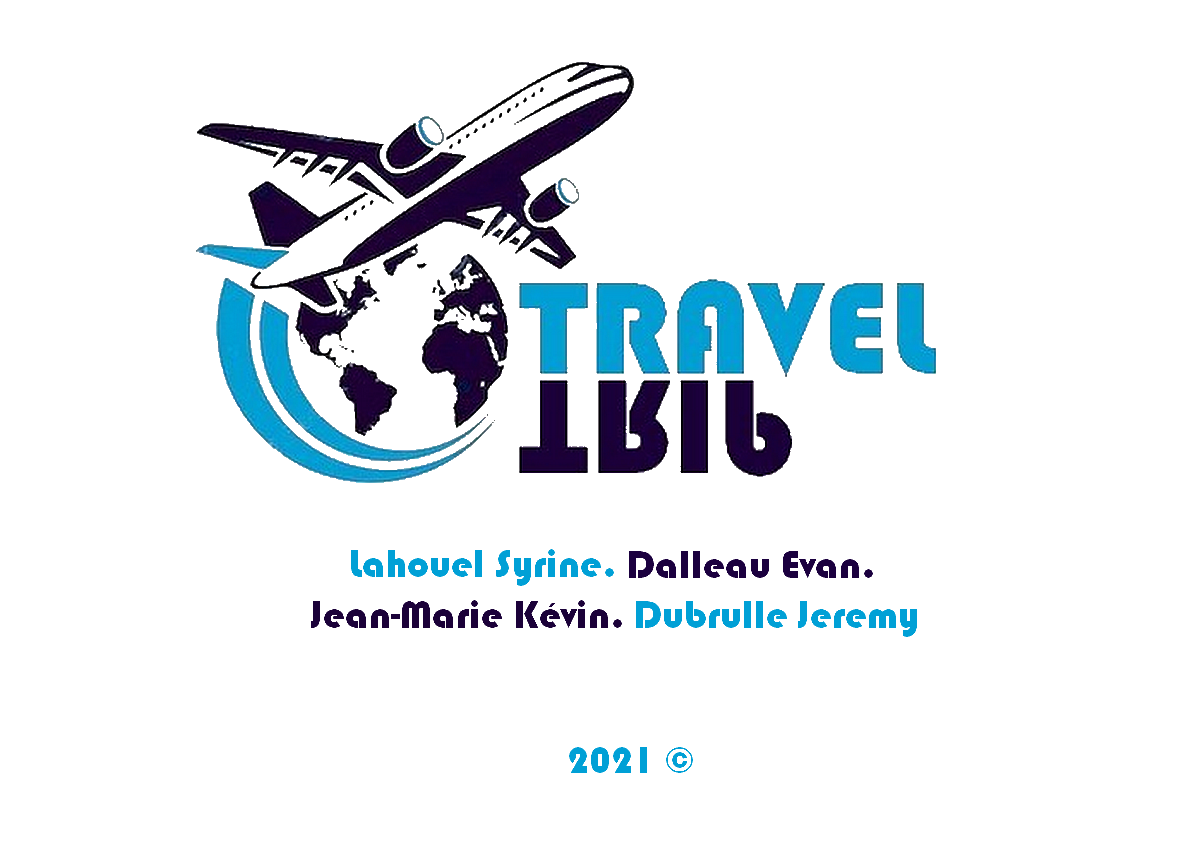 TRAVEL
TRIP
Lahouel Syrine. Dalleau Evan.
Jean-Marie Kévin. Dubrulle Jeremy
2021 ©